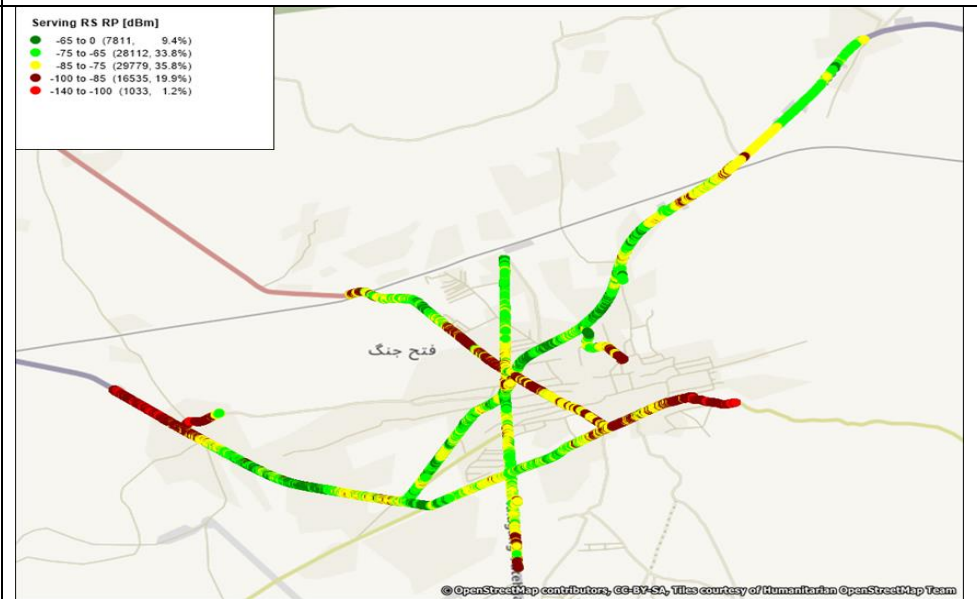 Serving RS RP [dBm]
-65 to 0 (7811, 9.4%)
-75 to -65 (28112, 33.8%)
-85 to -75 (29779, 35.8%)
-100 to -85 (16535, 19.9%)
-140 to -100 (1033, 1.2%)
فتح جنگ
© OpenStreetMap contributors, CC-BY-SA, Tiles courtesy of Humanitarian OpenStreetMap Team